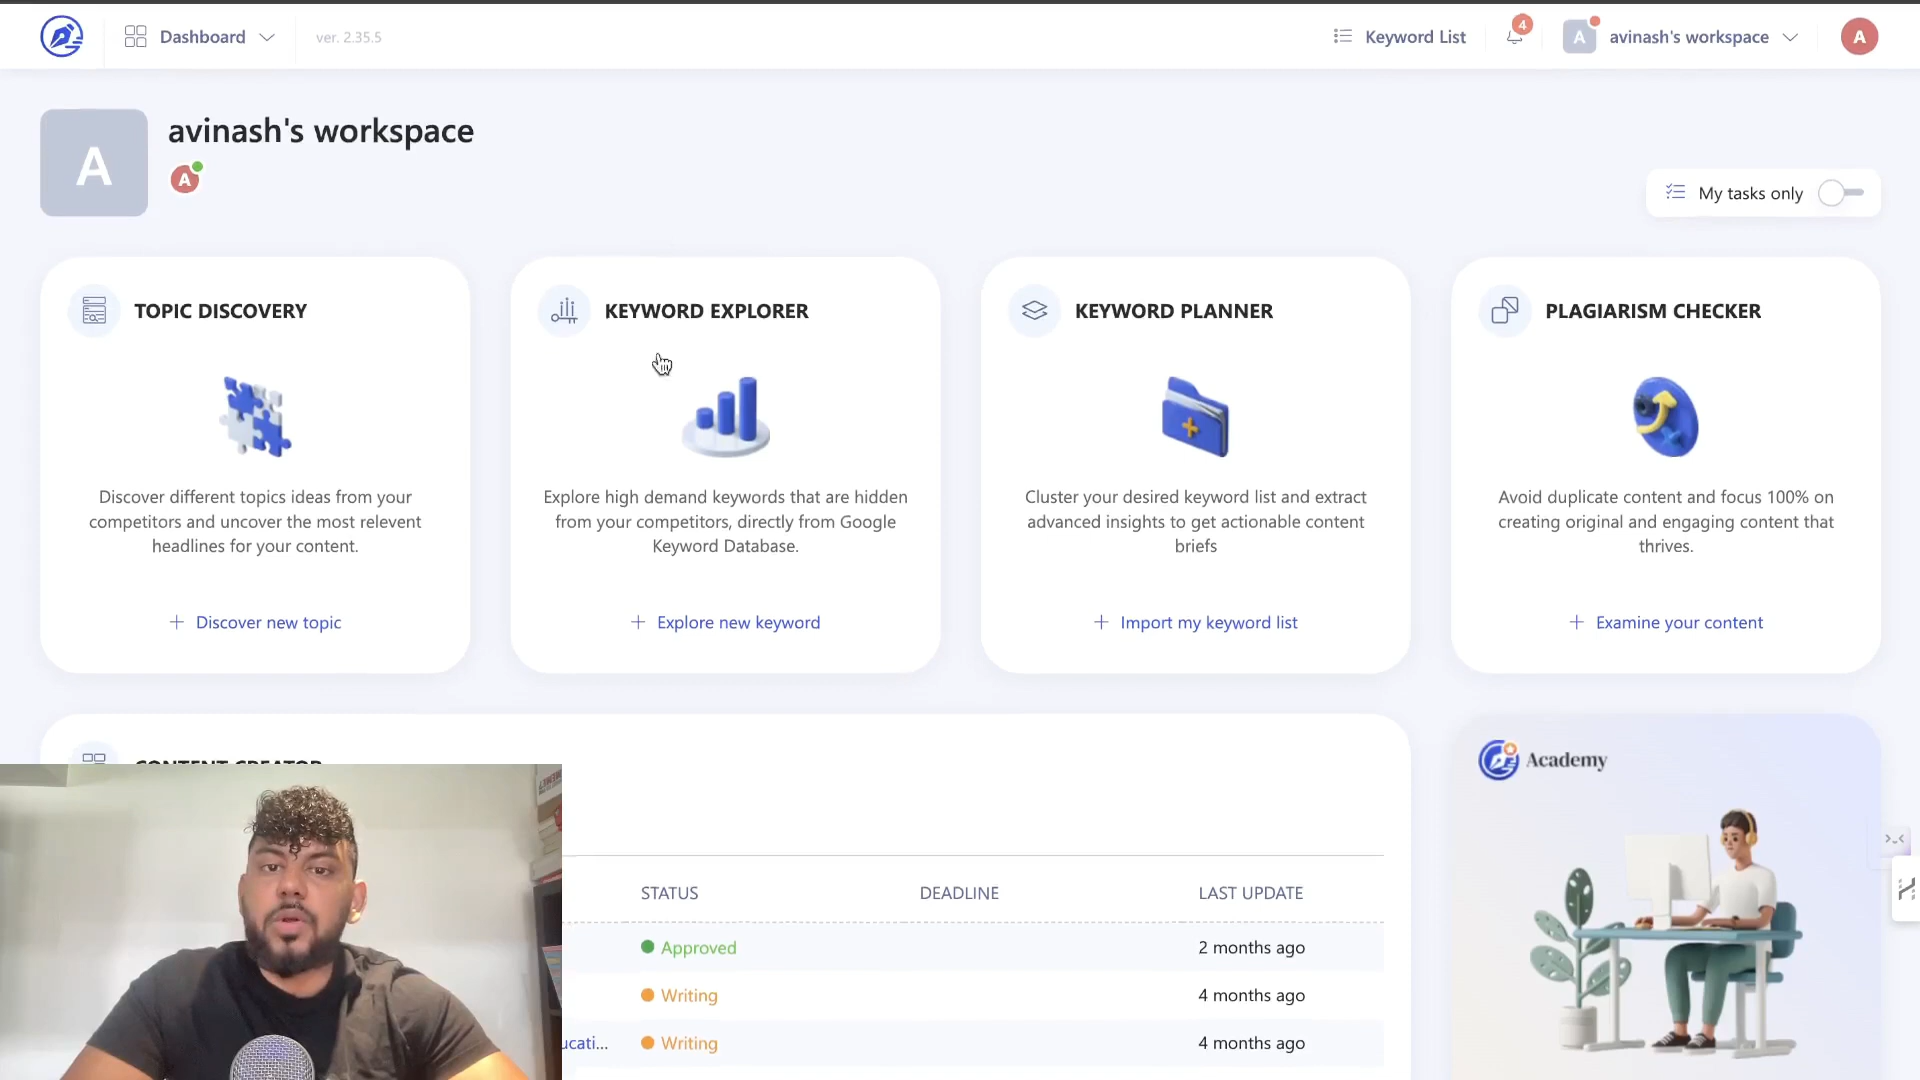 Dashboard
ver. 2.35.5
Keyword List
4
A
avinash's workspace
A
A
avinash's workspace
A
My tasks only
TOPIC DISCOVERY
Discover different topics ideas from your
competitors and uncover the most relevent
headlines for your content.
+ Discover new topic
KEYWORD EXPLORER
Explore high demand keywords that are hidden
from your competitors, directly from Google
Keyword Database.
+ Explore new keyword
KEYWORD PLANNER
Cluster your desired keyword list and extract
advanced insights to get actionable content
briefs
+ Import my keyword list
PLAGIARISM CHECKER
Avoid duplicate content and focus 100% on
creating original and engaging content that
thrives.
+ Examine your content
CONTENT CREATOR
STATUS
DEADLINE
LAST UPDATE
Approved
2 months ago
Writing
4 months ago
ucati...
Writing
4 months ago
Academy